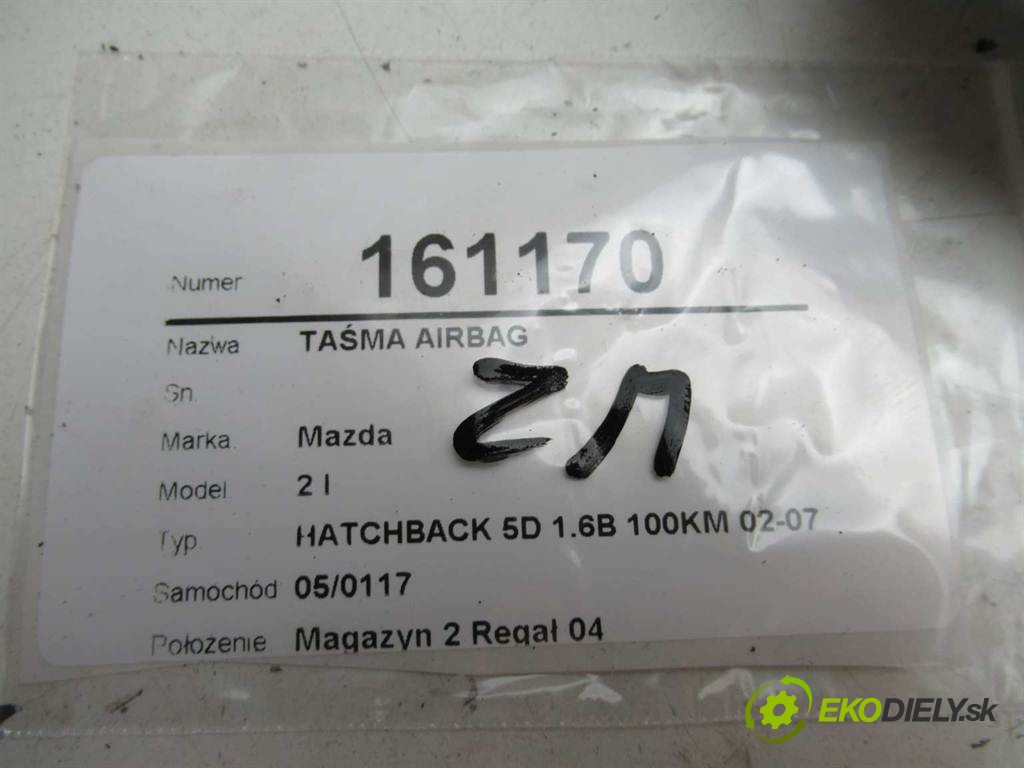 Numer 161170
Nazwa TAŚMA AIRBAG
Sn
Marka Mazda
Model 2 I
Typ HATCHBACK 5D 1.6B 100KM 02-07
Samochód 05/0117
Położenie Magazyn 2 Regał 04
EKODIELY.sk